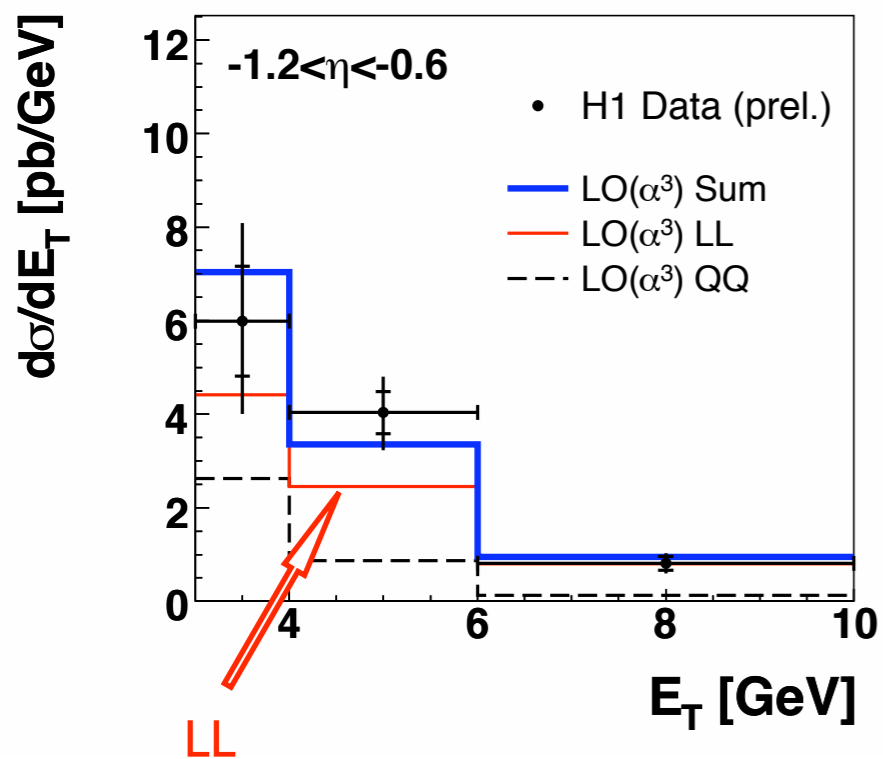 dσ/dE_T [pb/GeV]
12
10
8
6
4
2
0
-1.2<η<-0.6
H1 Data (prel.)
LO(α³) Sum
LO(α³) LL
LO(α³) QQ
4 6 8 10
E_T [GeV]
LL